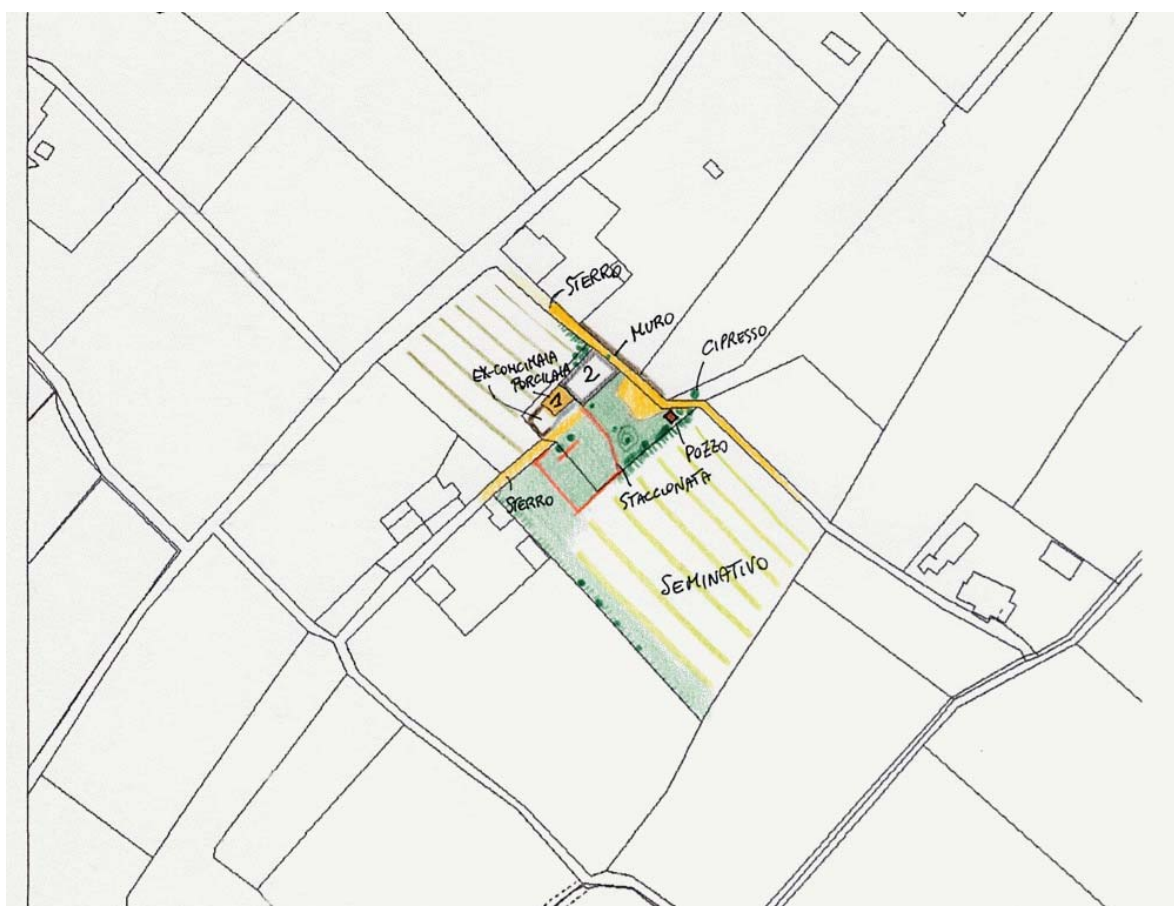 STERRO
MURO
CIPRESSO
EX-CONCIMAIA
PORCILAIA
2
1
POZZO
STERRO
STACCIONATA
SEMINATIVO